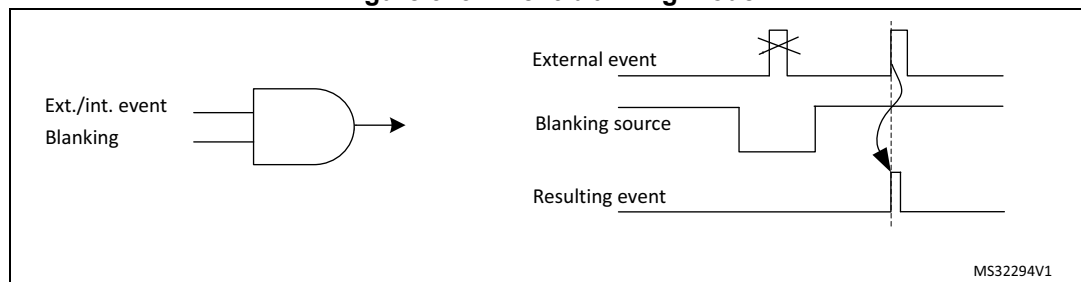 Ext./int. event
Blanking
External event
Blanking source
Resulting event
MS32294V1